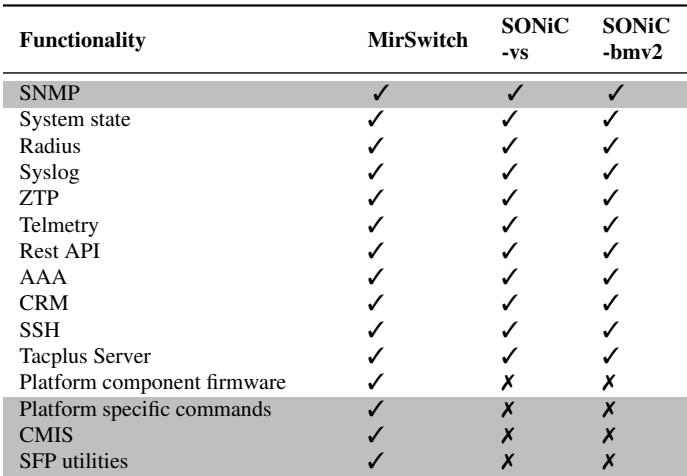 Functionality MirSwitch SONiC -vs SONiC -bmv2
SNMP ✓ ✓ ✓
System state ✓ ✓ ✓
Radius ✓ ✓ ✓
Syslog ✓ ✓ ✓
ZTP ✓ ✓ ✓
Telmetry ✓ ✓ ✓
Rest API ✓ ✓ ✓
AAA ✓ ✓ ✓
CRM ✓ ✓ ✓
SSH ✓ ✓ ✓
Tacplus Server ✓ ✓ ✓
Platform component firmware ✓ ✗ ✗
Platform specific commands ✓ ✗ ✗
CMIS ✓ ✗ ✗
SFP utilities ✓ ✗ ✗